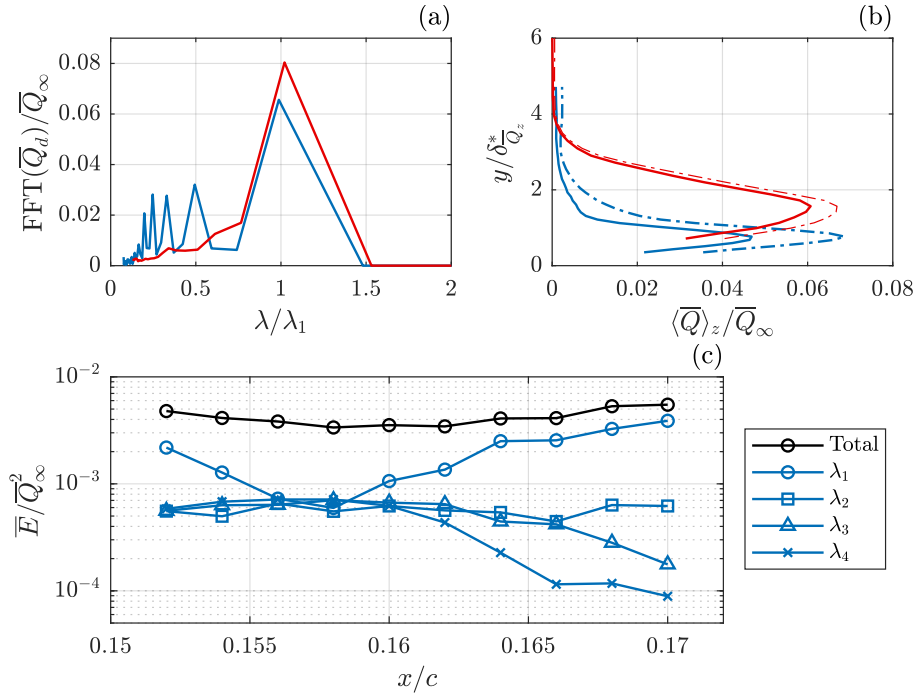 (a)
0.08
0.06
0.04
0.02
0
FFT(Q̅_d)/Q̅_∞
0 0.5 1 1.5 2
λ/λ₁
(b)
6
4
2
0
y/δ*_Q̅_z
0 0.02 0.04 0.06 0.08
⟨Q̅⟩_z/Q̅_∞
(c)
10⁻²
10⁻³
10⁻⁴
E̅/Q̅²_∞
0.15 0.155 0.16 0.165 0.17
x/c
Total
λ₁
λ₂
λ₃
λ₄